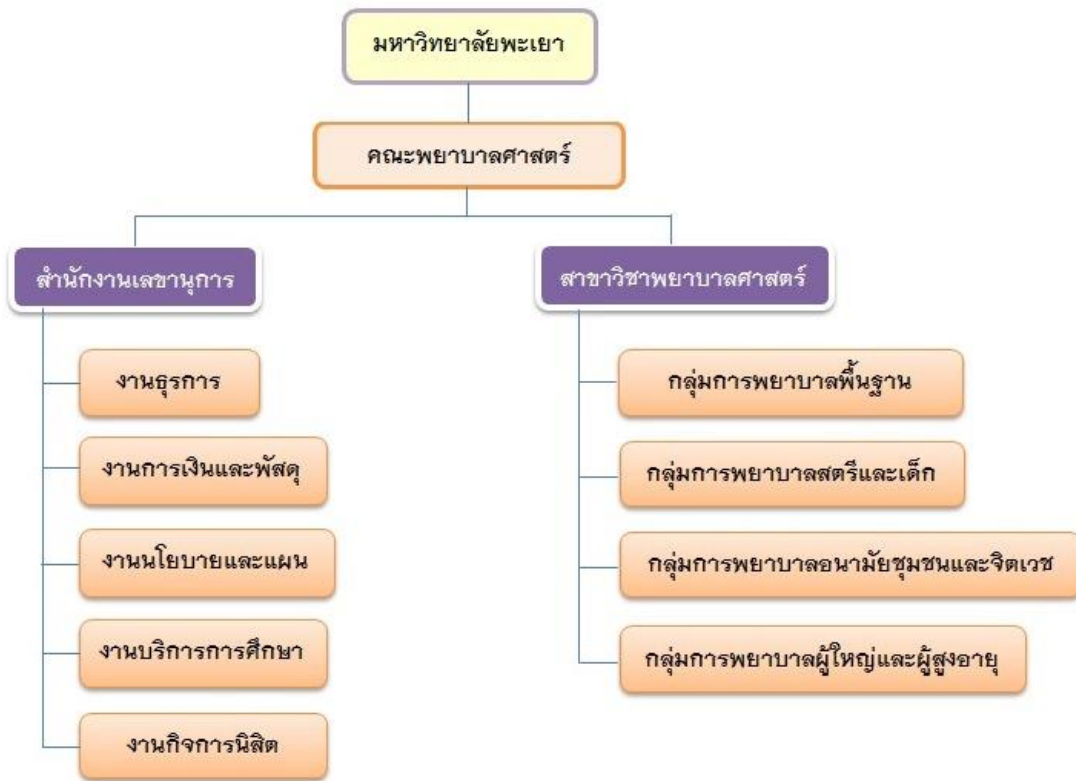 มหาวิทยาลัยพะเยา
คณะพยาบาลศาสตร์
สำนักงานเลขานุการ
งานธุรการ
งานการเงินและพัสดุ
งานนโยบายและแผน
งานบริการการศึกษา
งานกิจการนิสิต
สาขาวิชาพยาบาลศาสตร์
กลุ่มการพยาบาลพื้นฐาน
กลุ่มการพยาบาลสตรีและเด็ก
กลุ่มการพยาบาลอนามัยชุมชนและจิตเวช
กลุ่มการพยาบาลผู้ใหญ่และผู้สูงอายุ